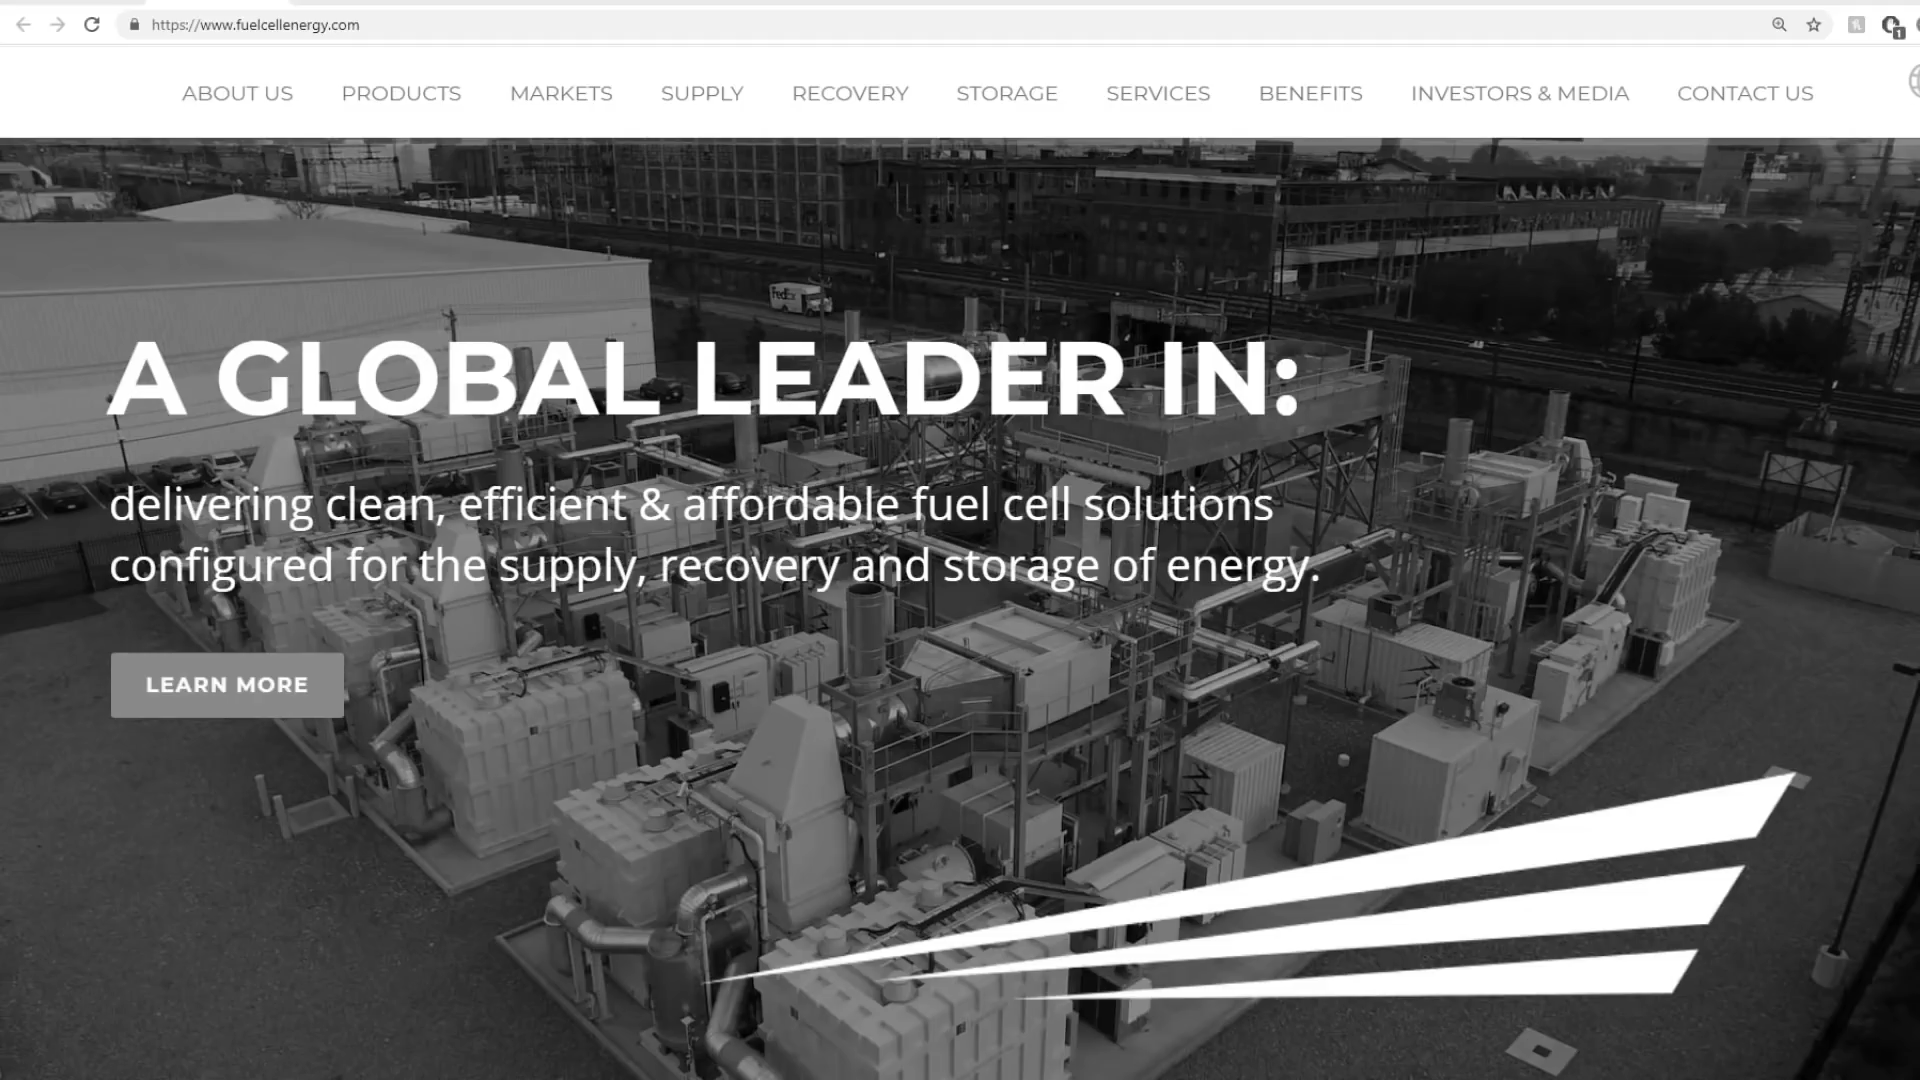 https://www.fuelcellenergy.com
ABOUT US PRODUCTS MARKETS SUPPLY RECOVERY STORAGE SERVICES BENEFITS INVESTORS & MEDIA CONTACT US
FedEx
A GLOBAL LEADER IN:
delivering clean, efficient & affordable fuel cell solutions
configured for the supply, recovery and storage of energy.
LEARN MORE
1